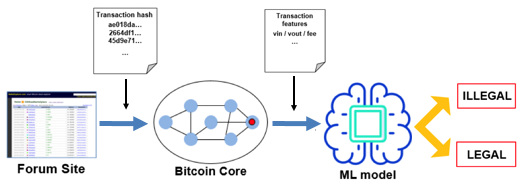 Transaction hash
ae018da...
2664df1...
45d9e71...
...
Transaction
features
vin / vout / fee
...
Forum Site
Bitcoin Core
ML model
ILLEGAL
LEGAL